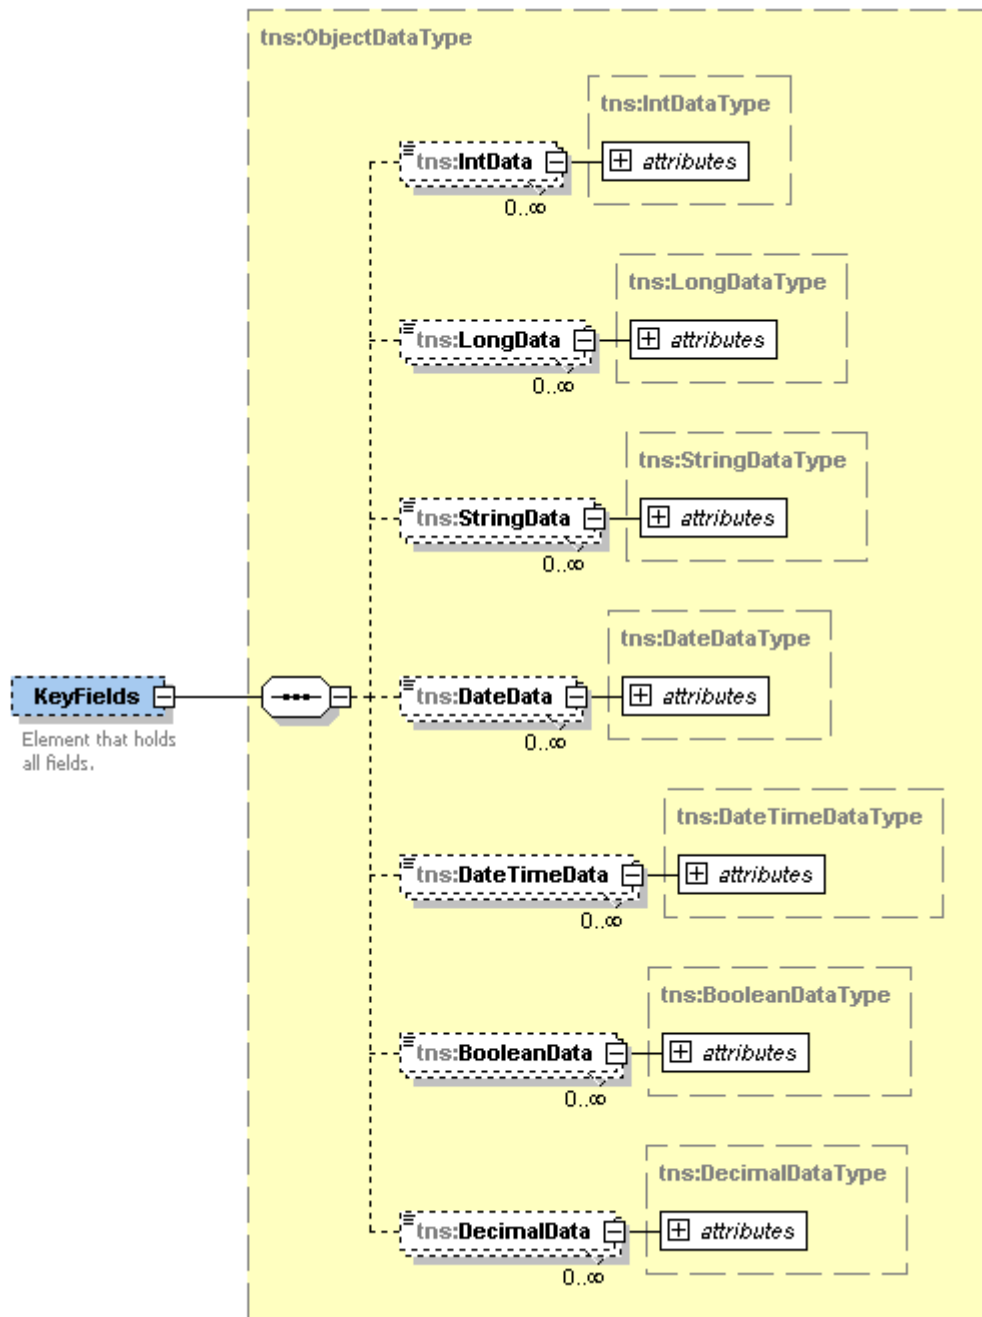 tns:ObjectDataType
tns:IntDataType
tns:IntData
attributes
0..∞
tns:LongDataType
tns:LongData
attributes
0..∞
tns:StringDataType
tns:StringData
attributes
0..∞
tns:DateDataType
KeyFields
tns:DateData
attributes
Element that holds
all fields.
0..∞
tns:DateTimeDataType
tns:DateTimeData
attributes
0..∞
tns:BooleanDataType
tns:BooleanData
attributes
0..∞
tns:DecimalDataType
tns:DecimalData
attributes
0..∞